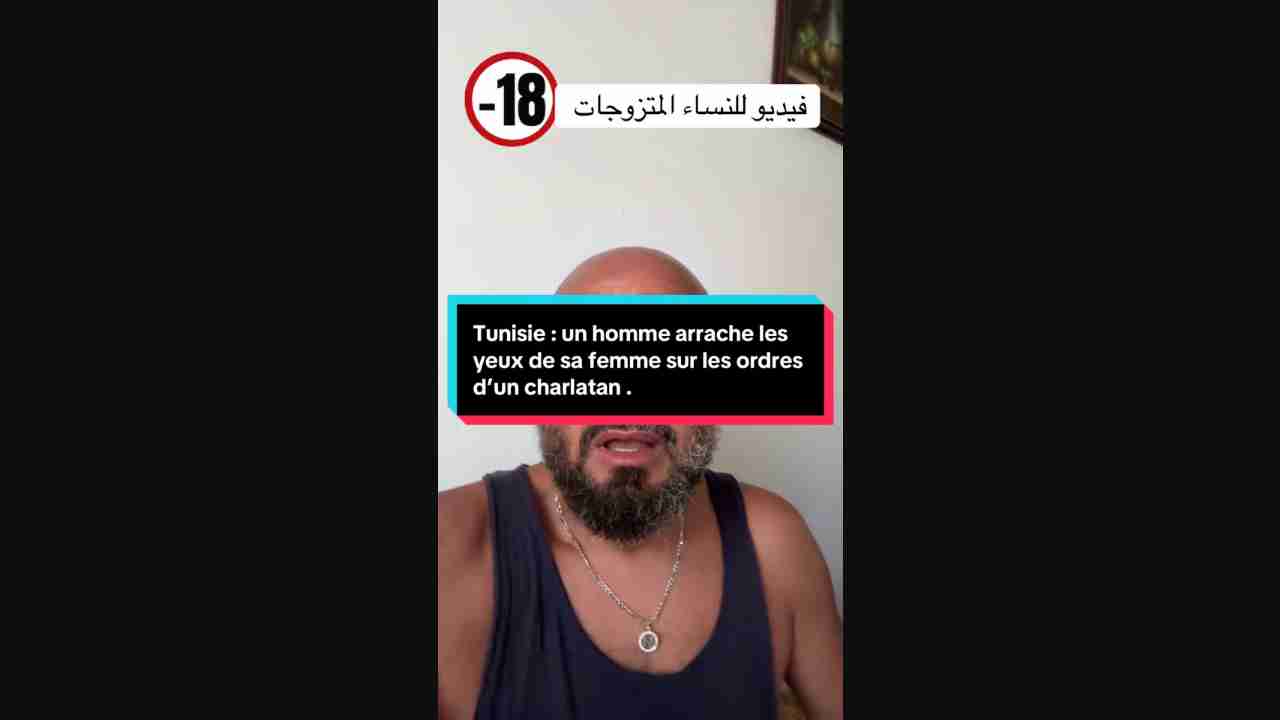 -18
فيديو للنساء المتزوجات
Tunisie : un homme arrache les
yeux de sa femme sur les ordres
d’un charlatan .